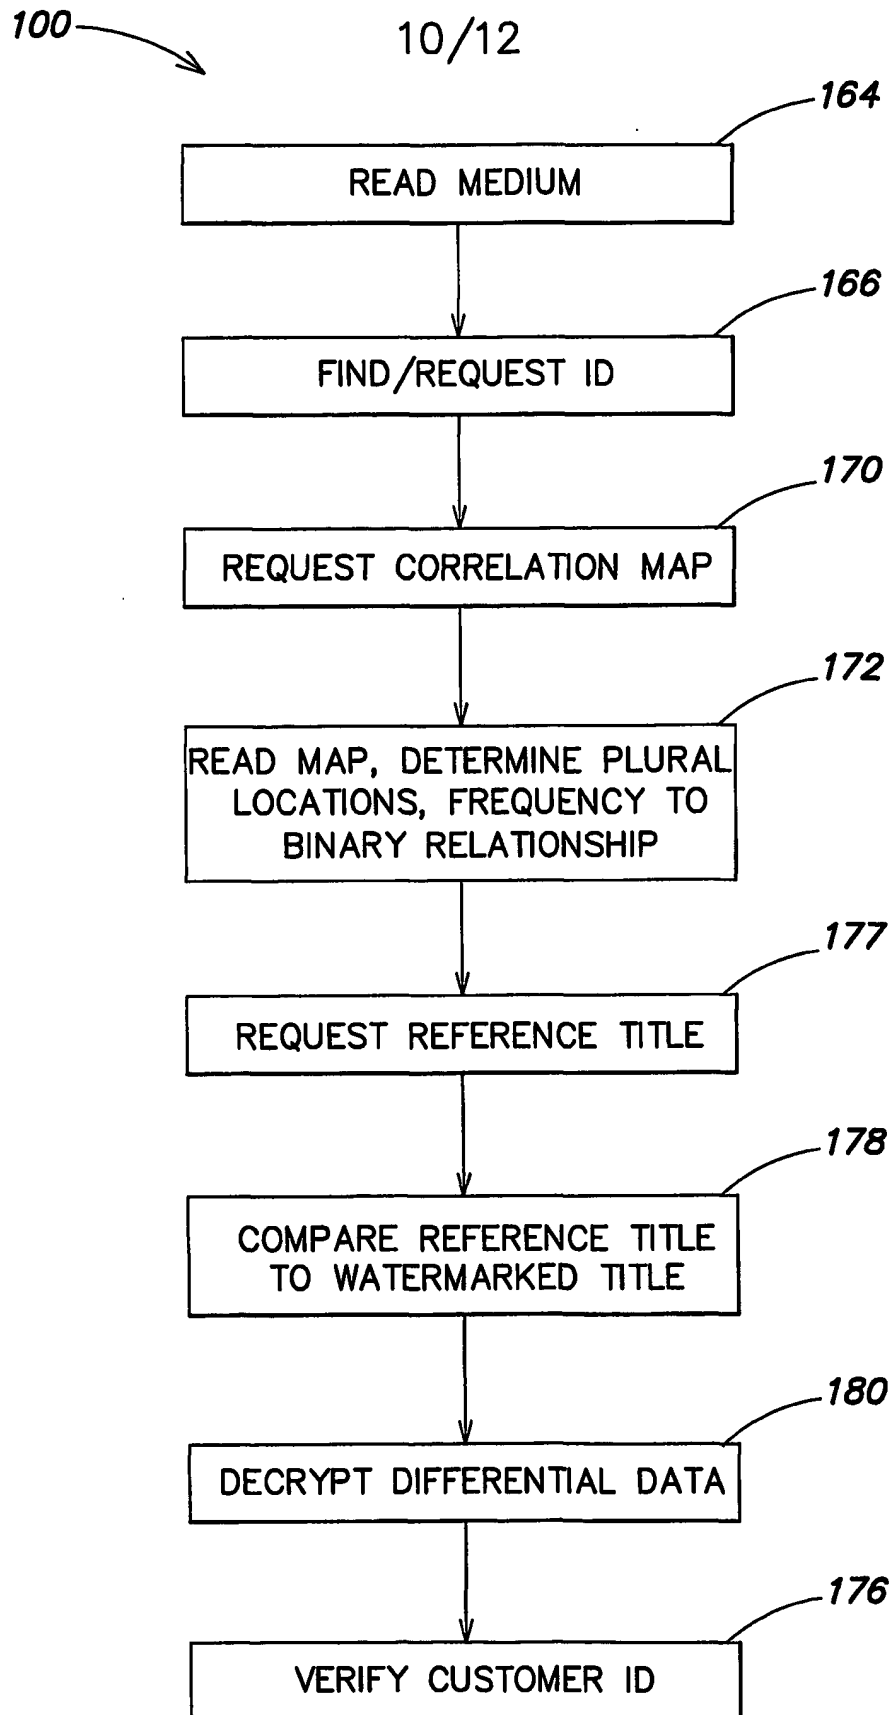 100
10/12
164
READ MEDIUM
166
FIND/REQUEST ID
170
REQUEST CORRELATION MAP
172
READ MAP, DETERMINE PLURAL
LOCATIONS, FREQUENCY TO
BINARY RELATIONSHIP
177
REQUEST REFERENCE TITLE
178
COMPARE REFERENCE TITLE
TO WATERMARKED TITLE
180
DECRYPT DIFFERENTIAL DATA
176
VERIFY CUSTOMER ID